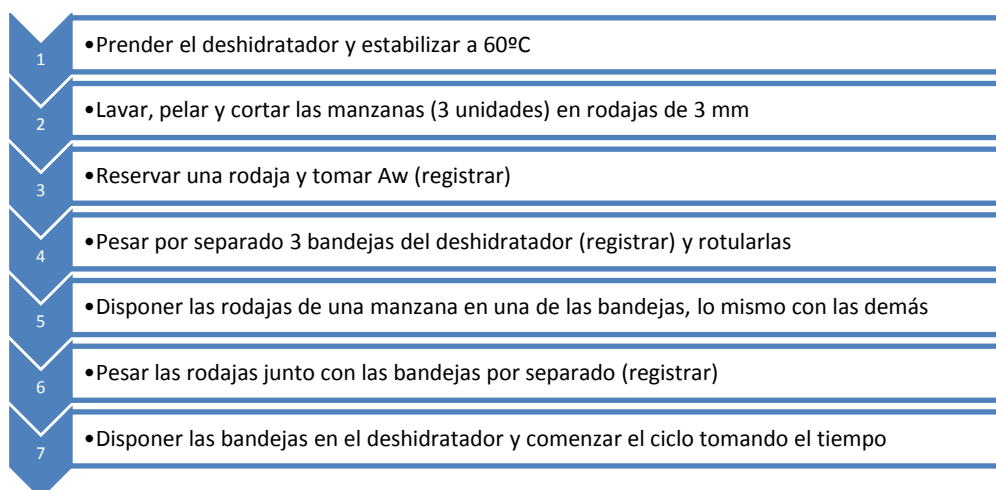 1 •Prender el deshidratador y estabilizar a 60ºC
2 •Lavar, pelar y cortar las manzanas (3 unidades) en rodajas de 3 mm
3 •Reservar una rodaja y tomar Aw (registrar)
4 •Pesar por separado 3 bandejas del deshidratador (registrar) y rotularlas
5 •Disponer las rodajas de una manzana en una de las bandejas, lo mismo con las demás
6 •Pesar las rodajas junto con las bandejas por separado (registrar)
7 •Disponer las bandejas en el deshidratador y comenzar el ciclo tomando el tiempo